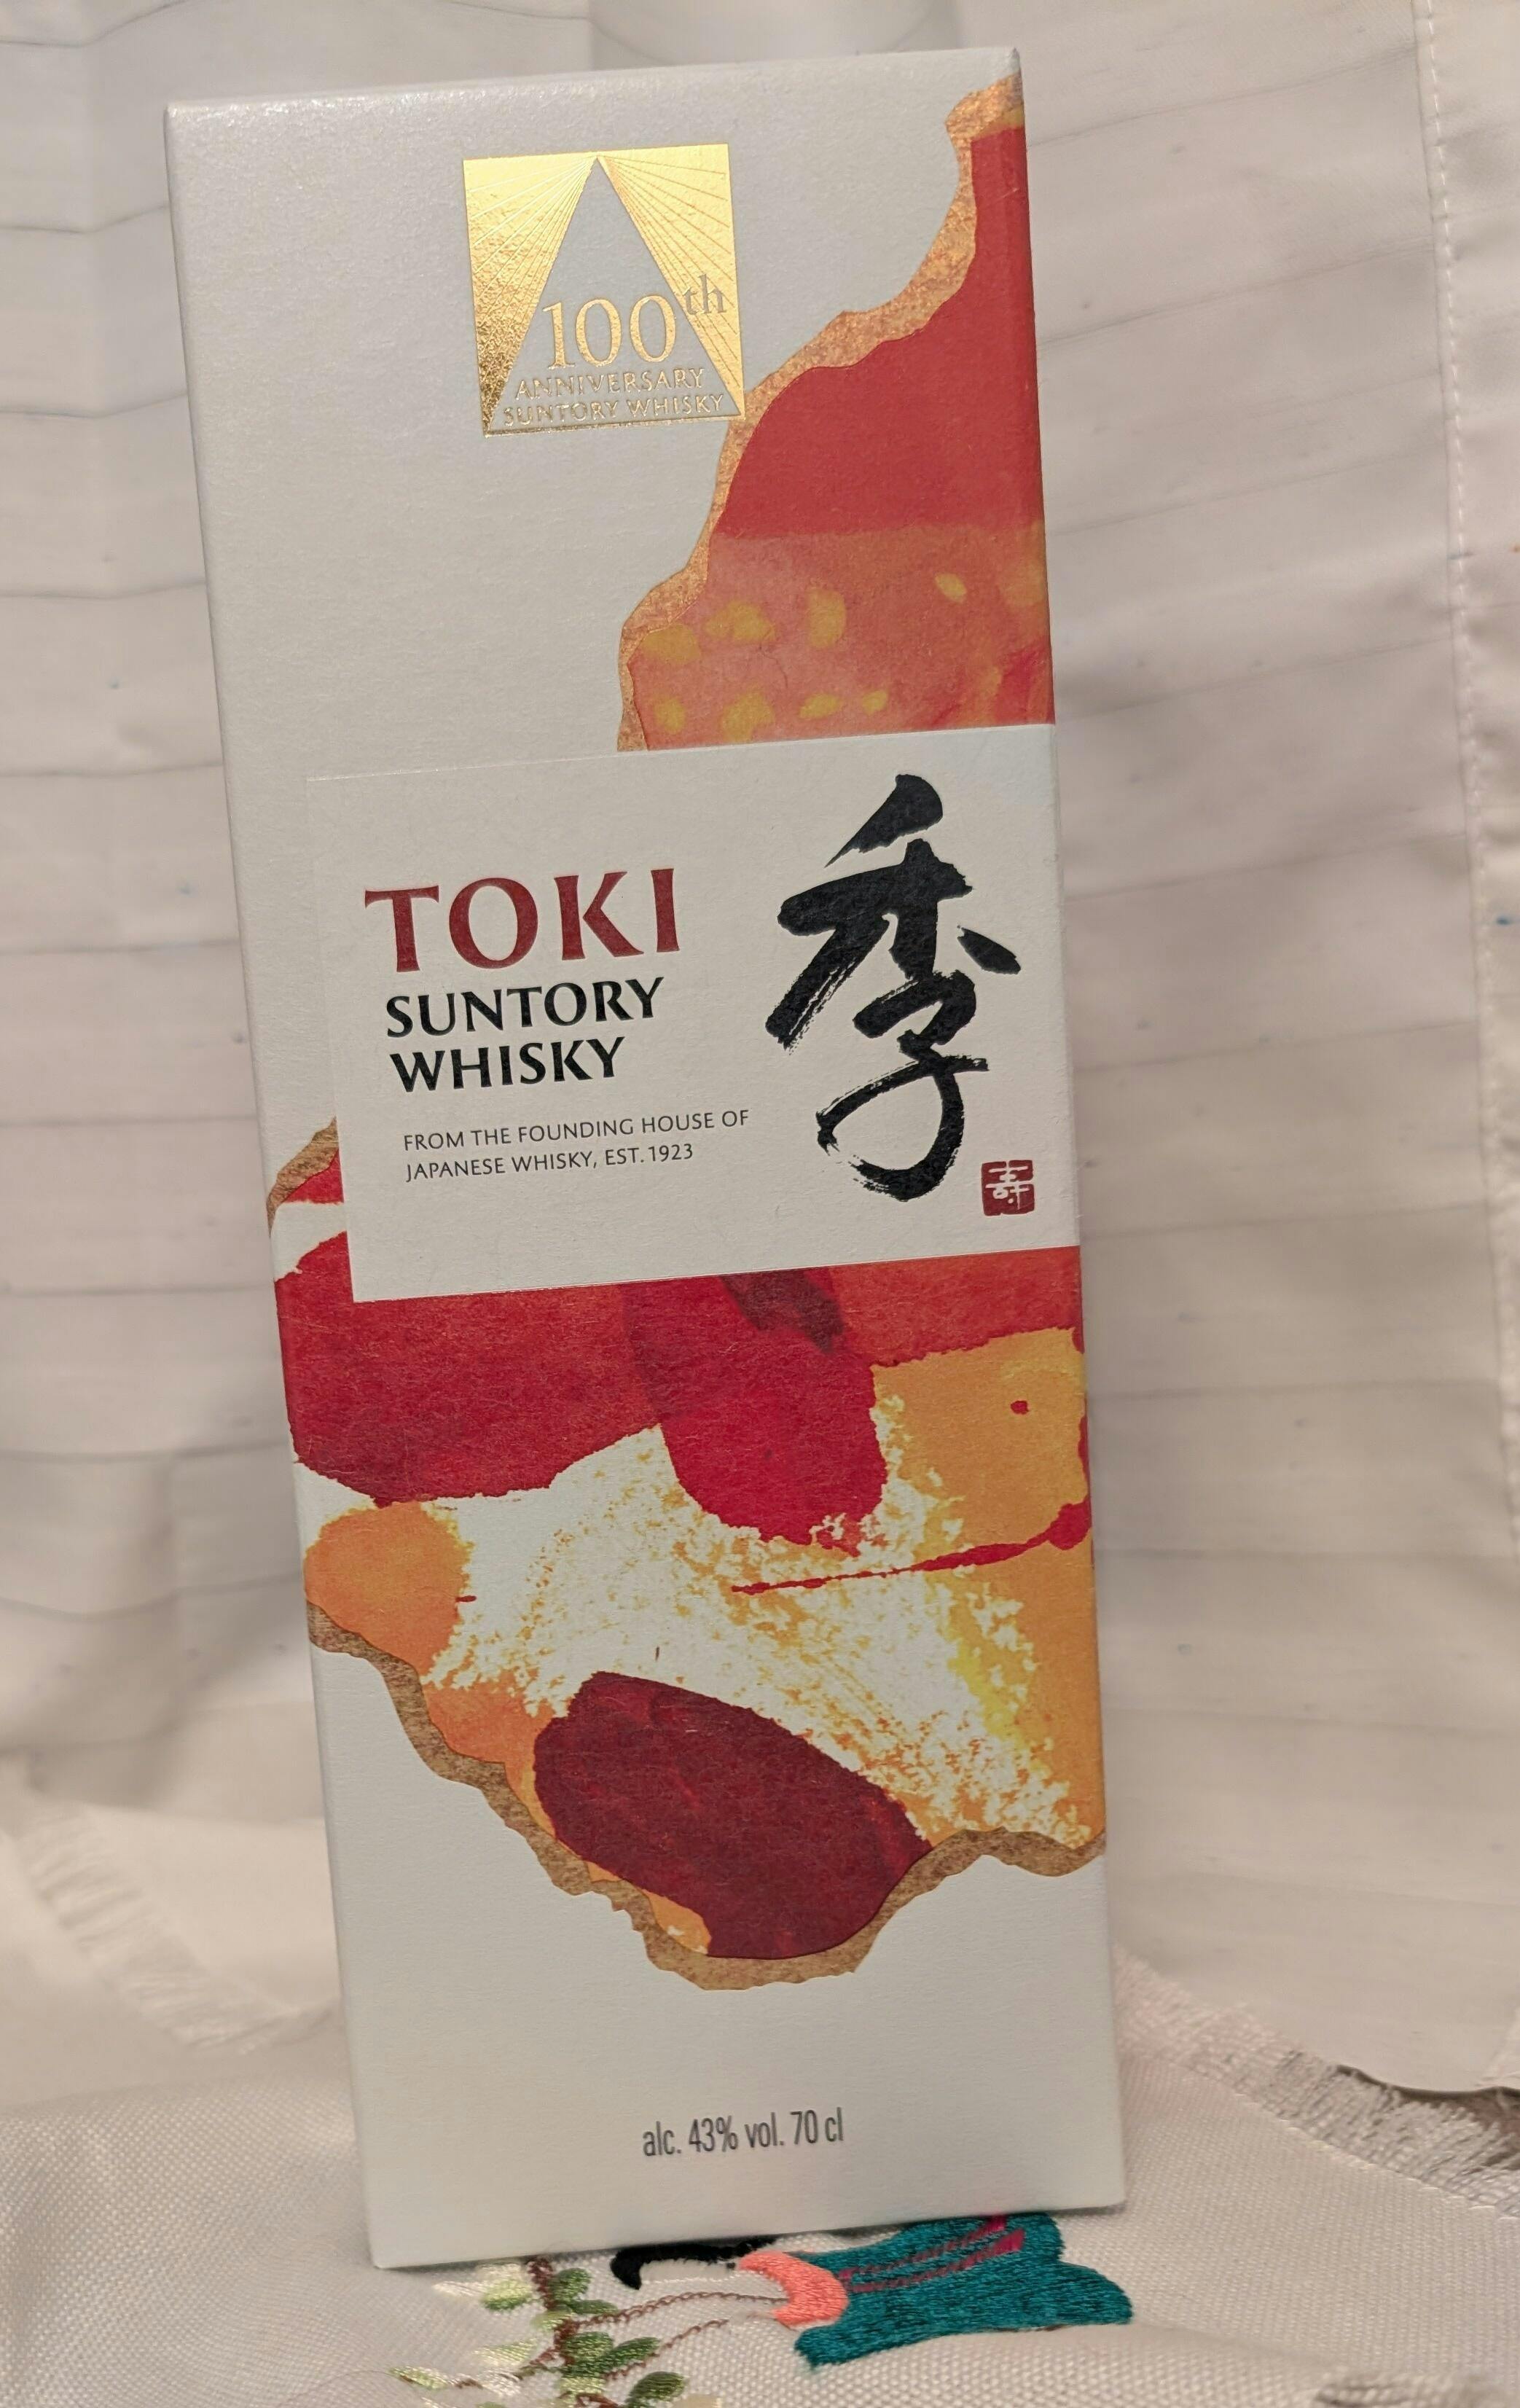 100th
ANNIVERSARY
SUNTORY WHISKY
TOKI
SUNTORY
WHISKY
季
FROM THE FOUNDING HOUSE OF
JAPANESE WHISKY, EST. 1923
寿
alc. 43% vol. 70 cl